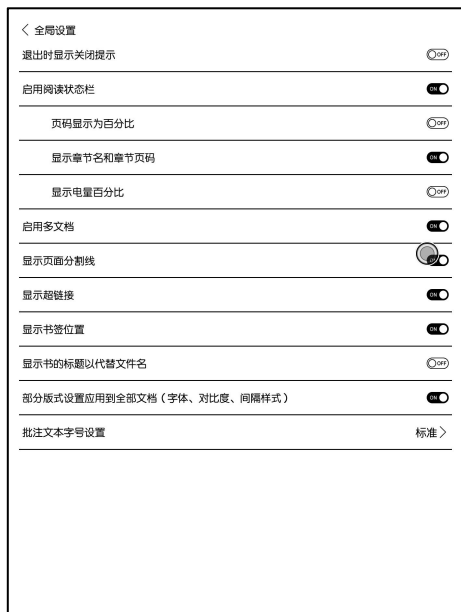 全局设置
退出时显示关闭提示 OFF
启用阅读状态栏 ON
页码显示为百分比 OFF
显示章节名和章节页码 ON
显示电量百分比 OFF
启用多文档 ON
显示页面分割线 ON
显示超链接 ON
显示书签位置 ON
显示书的标题以代替文件名 OFF
部分版式设置应用到全部文档（字体、对比度、间隔样式） ON
批注文本字号设置 标准